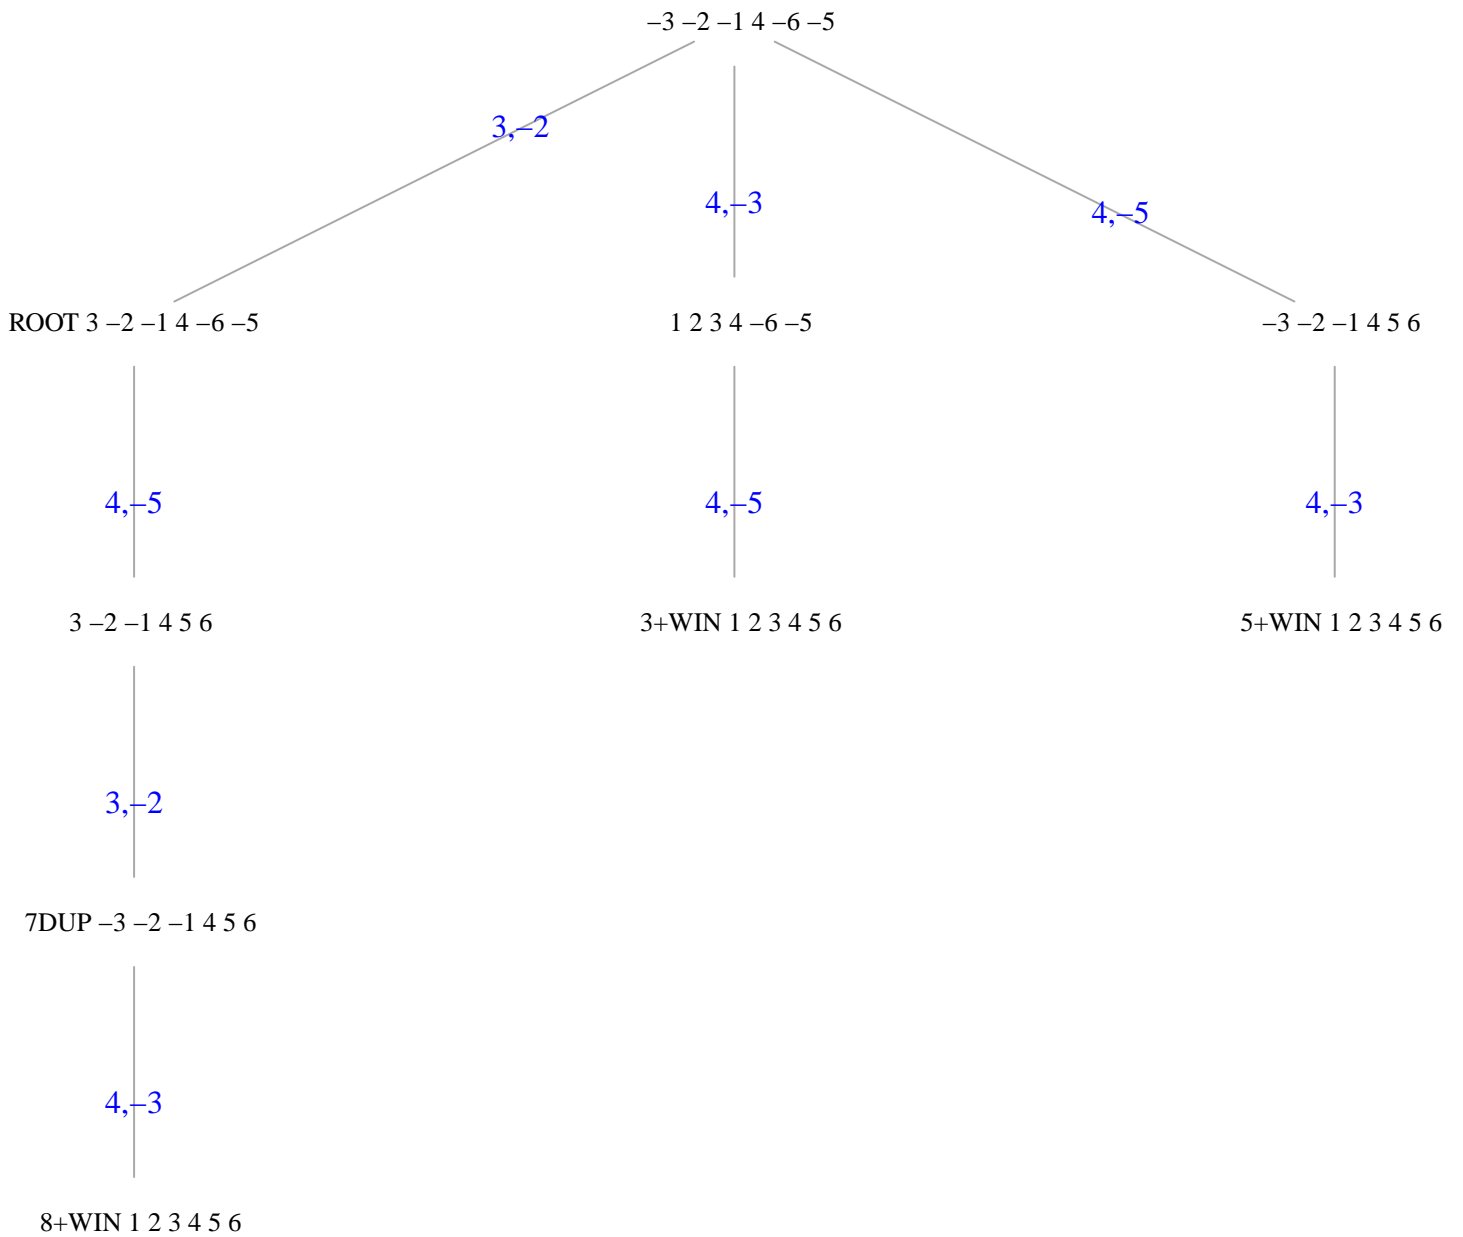 –3 –2 –1 4 –6 –5
3,–2
4,–3
4,–5
ROOT 3 –2 –1 4 –6 –5
1 2 3 4 –6 –5
–3 –2 –1 4 5 6
4,–5
4,–5
4,–3
3 –2 –1 4 5 6
3+WIN 1 2 3 4 5 6
5+WIN 1 2 3 4 5 6
3,–2
7DUP –3 –2 –1 4 5 6
4,–3
8+WIN 1 2 3 4 5 6